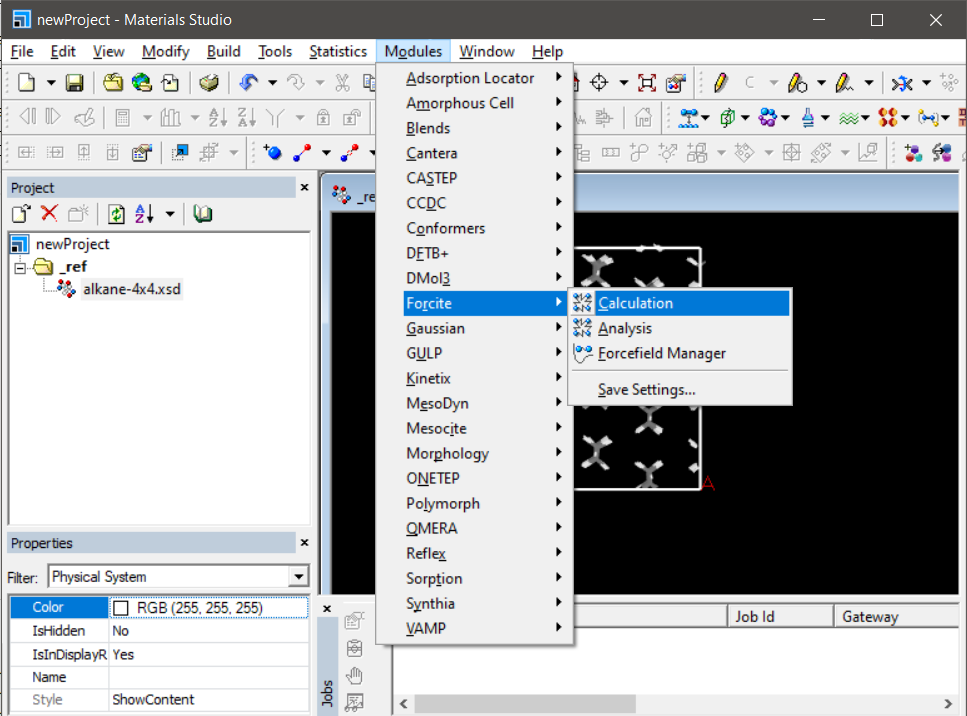 newProject - Materials Studio
File Edit View Modify Build Tools Statistics Modules Window Help
Project
newProject
_ref
alkane-4x4.xsd
Properties
Filter: Physical System
Color RGB (255, 255, 255)
IsHidden No
IsInDisplayR Yes
Name
Style ShowContent
Adsorption Locator
Amorphous Cell
Blends
Cantera
CASTEP
CCDC
Conformers
DFTB+
DMol3
Forcite
Gaussian
GULP
Kinetix
MesoDyn
Mesocite
Morphology
ONETEP
Polymorph
QMERA
Reflex
Sorption
Synthia
VAMP
Calculation
Analysis
Forcefield Manager
Save Settings...
_re
A
Jobs
Job Id Gateway